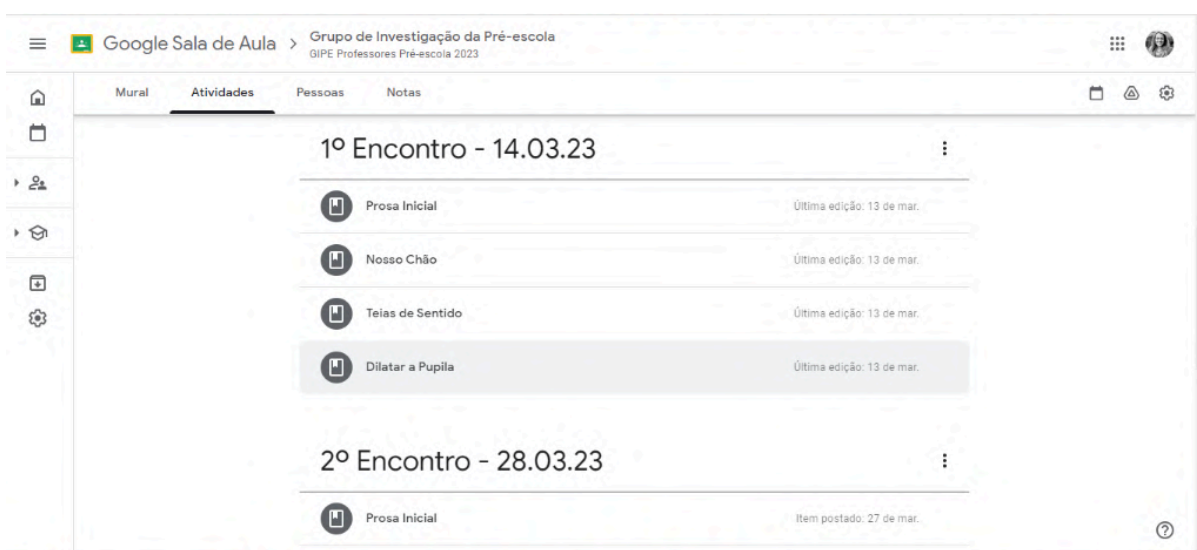 Google Sala de Aula > Grupo de Investigação da Pré-escola
GIPE Professores Pré-escola 2023
Mural Atividades Pessoas Notas
1º Encontro - 14.03.23
Prosa Inicial Última edição: 13 de mar.
Nosso Chão Última edição: 13 de mar.
Teias de Sentido Última edição: 13 de mar.
Dilatar a Pupila Última edição: 13 de mar.
2º Encontro - 28.03.23
Prosa Inicial Item postado: 27 de mar.